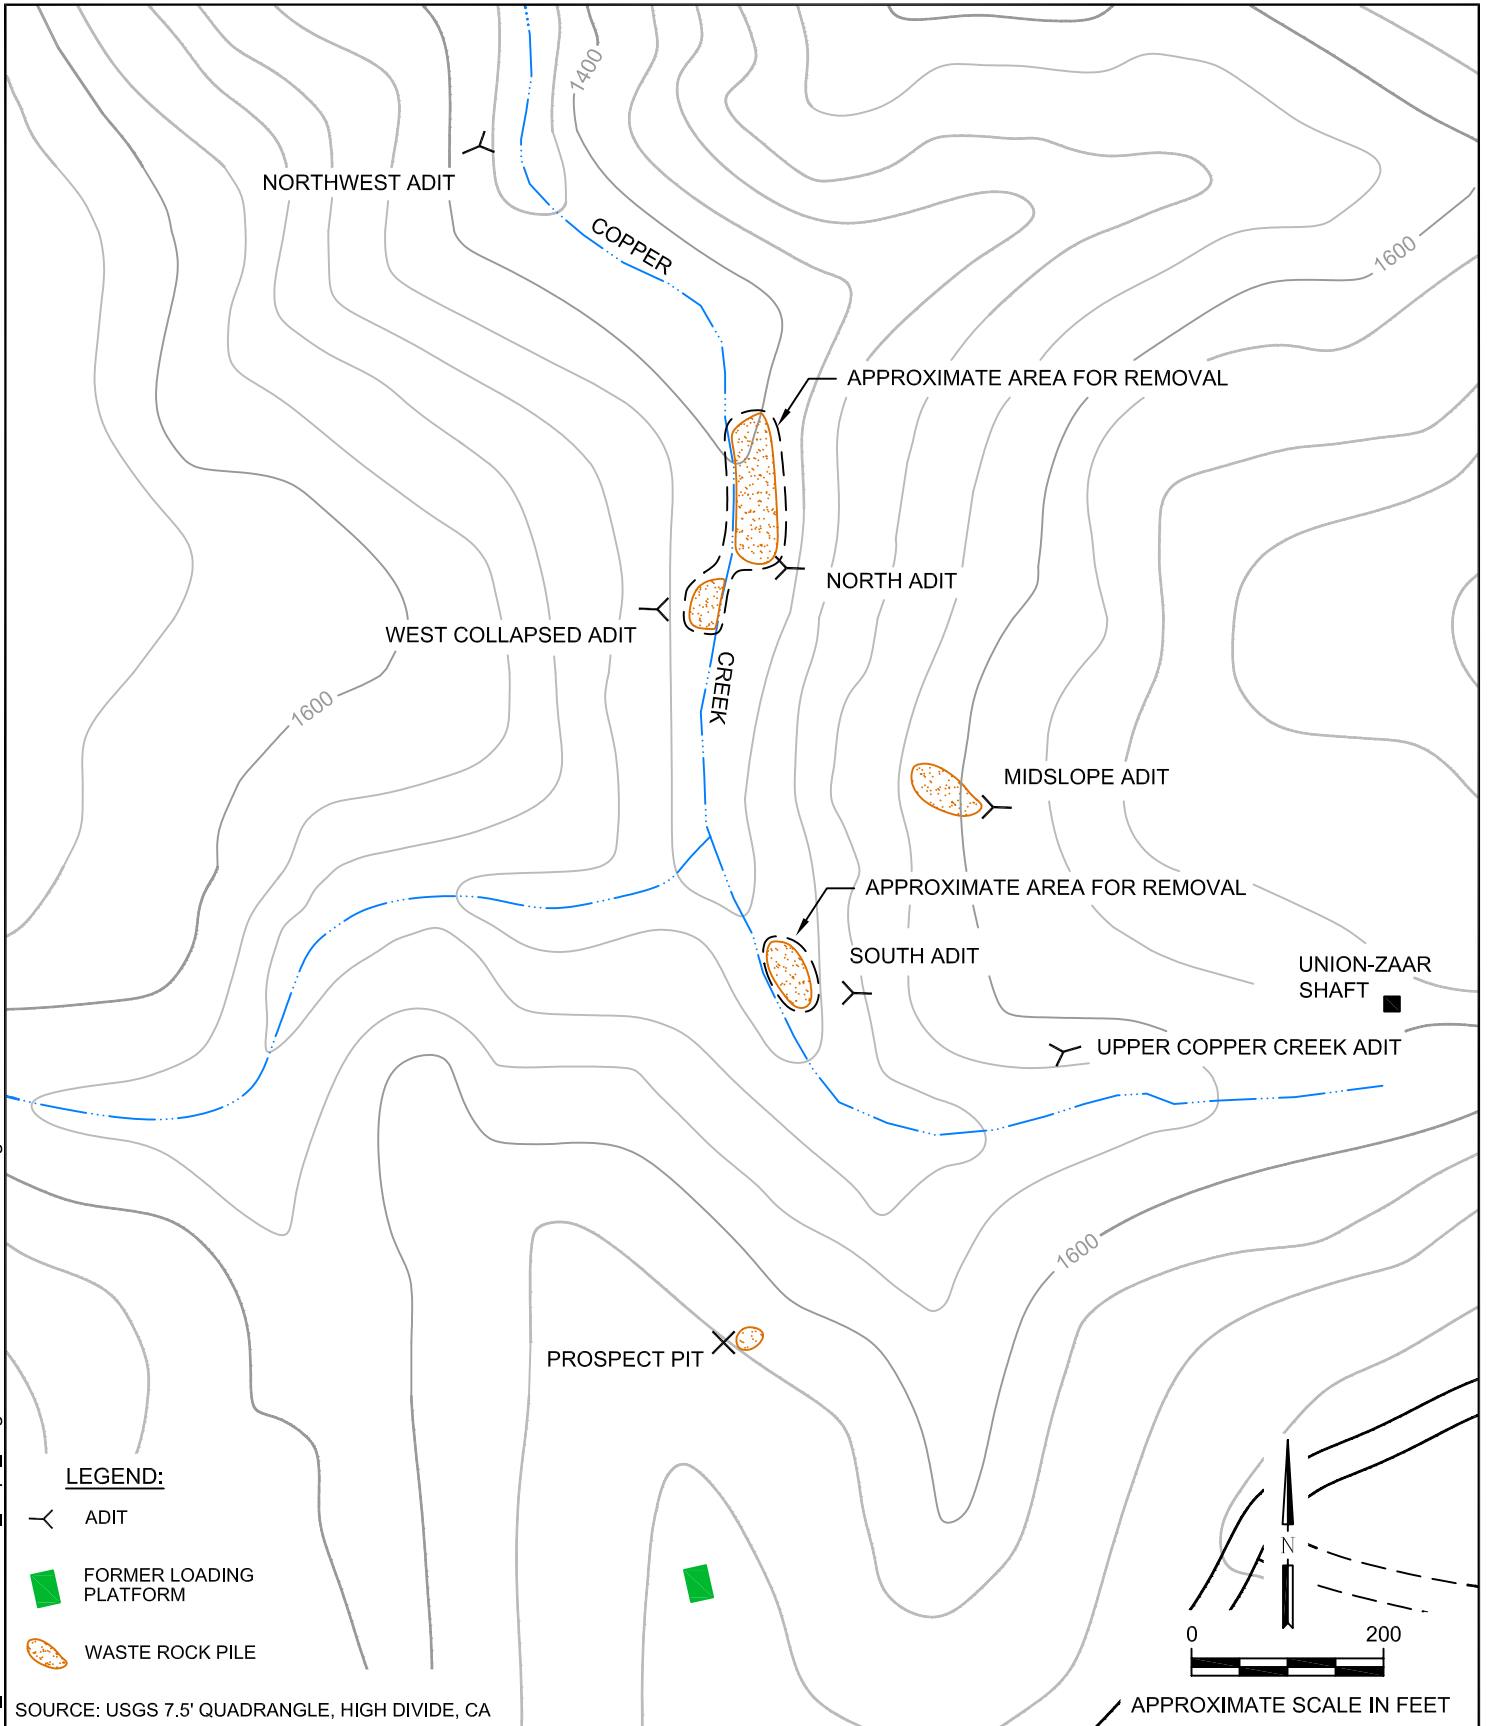 1400
NORTHWEST ADIT
COPPER
1600
APPROXIMATE AREA FOR REMOVAL
NORTH ADIT
WEST COLLAPSED ADIT
CREEK
1600
MIDSLOPE ADIT
APPROXIMATE AREA FOR REMOVAL
SOUTH ADIT
UNION-ZAAR
SHAFT
UPPER COPPER CREEK ADIT
1600
PROSPECT PIT
LEGEND:
ADIT
FORMER LOADING
PLATFORM
WASTE ROCK PILE
SOURCE: USGS 7.5' QUADRANGLE, HIGH DIVIDE, CA
N
0 200
APPROXIMATE SCALE IN FEET